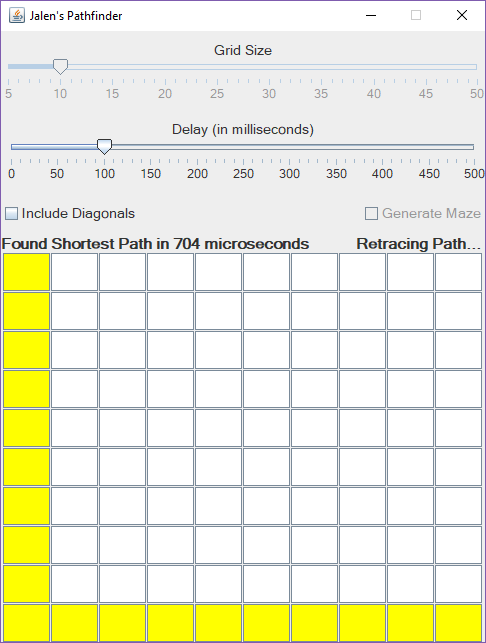 Jalen's Pathfinder
Grid Size
5 10 15 20 25 30 35 40 45 50
Delay (in milliseconds)
0 50 100 150 200 250 300 350 400 450 500
Include Diagonals Generate Maze
Found Shortest Path in 704 microseconds Retracing Path...